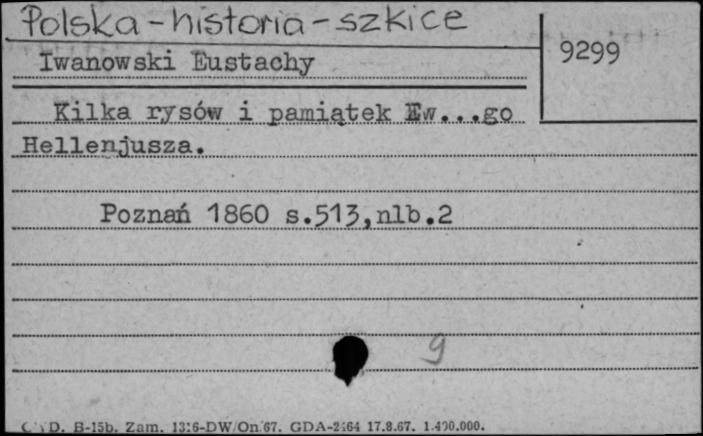 Polska - historia - szkice
Iwanowski Eustachy
9299
Kilka rysów i pamiątek Ew...go
Hellenjusza.
Poznań 1860 s.513,nlb.2
9
D. B-15b. Zam. 1316-DW/On/67. GDA-2164 17.8.67. 1.400.000.